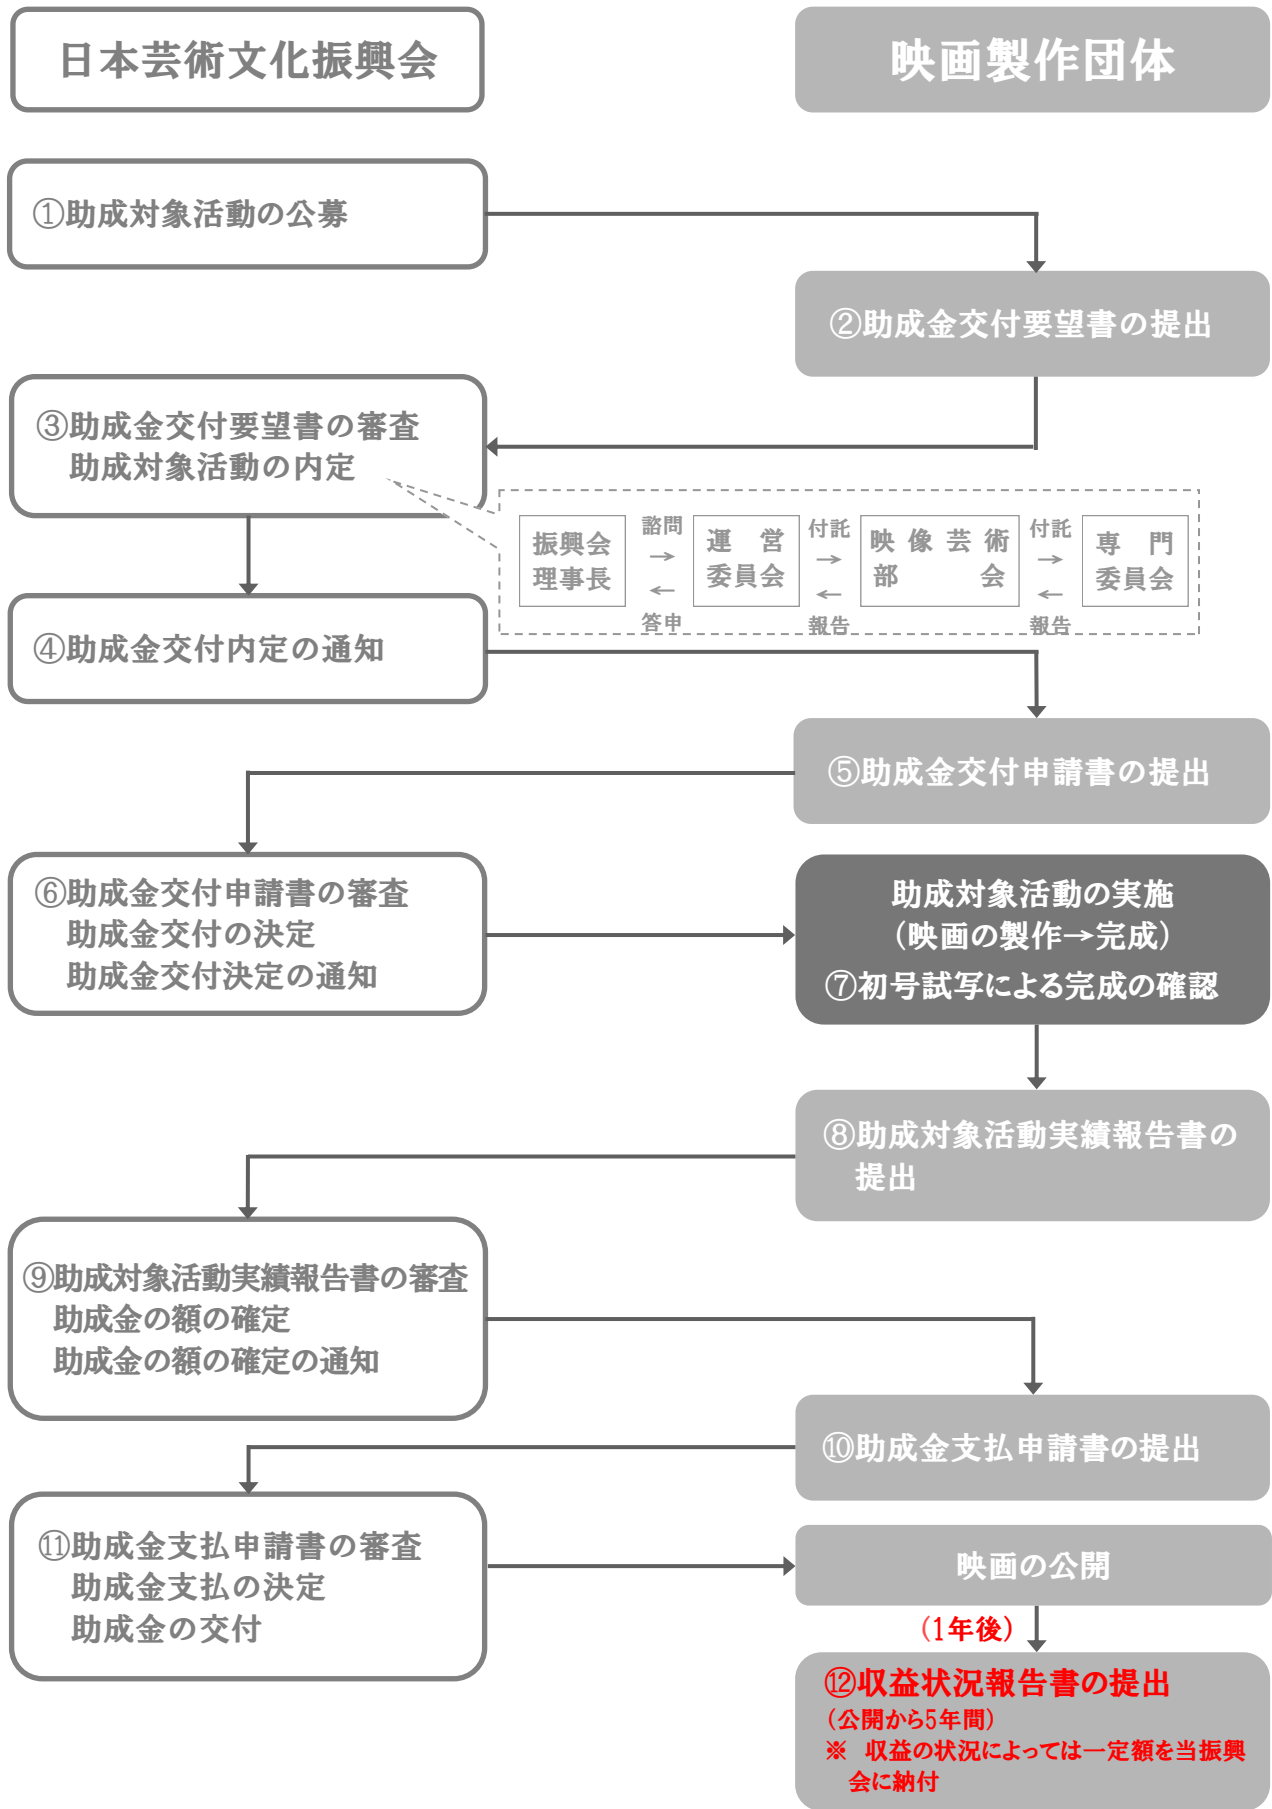 日本芸術文化振興会
映画製作団体
①助成対象活動の公募
②助成金交付要望書の提出
③助成金交付要望書の審査
助成対象活動の内定
振興会
理事長
諮問
→
←
答申
運営
委員会
付託
→
←
報告
映像芸術
部会
付託
→
←
報告
専門
委員会
④助成金交付内定の通知
⑤助成金交付申請書の提出
⑥助成金交付申請書の審査
助成金交付の決定
助成金交付決定の通知
助成対象活動の実施
(映画の製作→完成)
⑦初号試写による完成の確認
⑧助成対象活動実績報告書の
提出
⑨助成対象活動実績報告書の審査
助成金の額の確定
助成金の額の確定の通知
⑩助成金支払申請書の提出
⑪助成金支払申請書の審査
助成金支払の決定
助成金の交付
映画の公開
(1年後)
⑫収益状況報告書の提出
(公開から5年間)
※ 収益の状況によっては一定額を当振興
会に納付